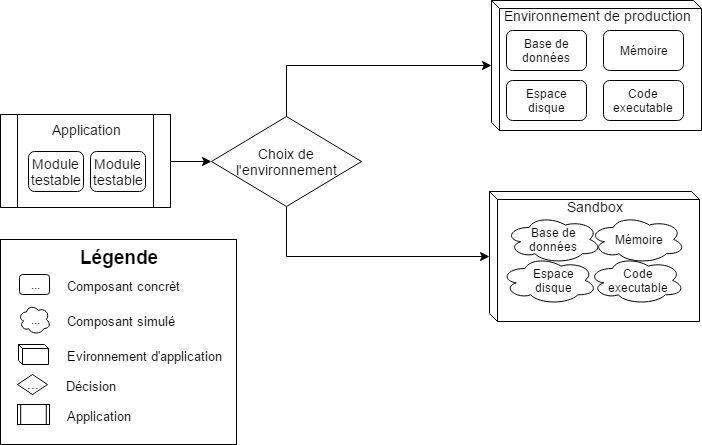 Environnement de production
Base de
données
Mémoire
Espace
disque
Code
executable
Application
Module
testable
Module
testable
Choix de
l'environnement
Sandbox
Base de
données
Mémoire
Espace
disque
Code
executable
Légende
...
Composant concrèt
...
Composant simulé
Evironnement d'application
...
Décision
Application